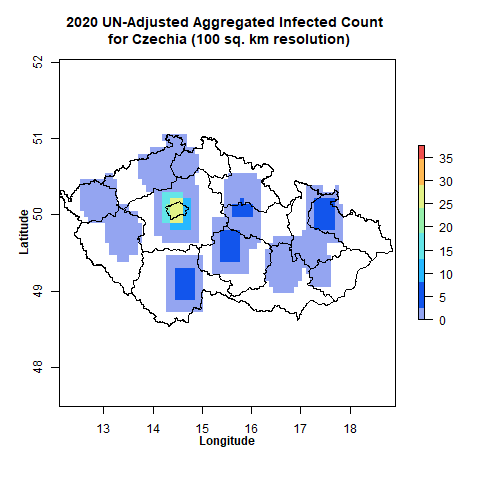 2020 UN-Adjusted Aggregated Infected Count
for Czechia (100 sq. km resolution)
52
51
50
49
48
Latitude
13 14 15 16 17 18
Longitude
35
30
25
20
15
10
5
0